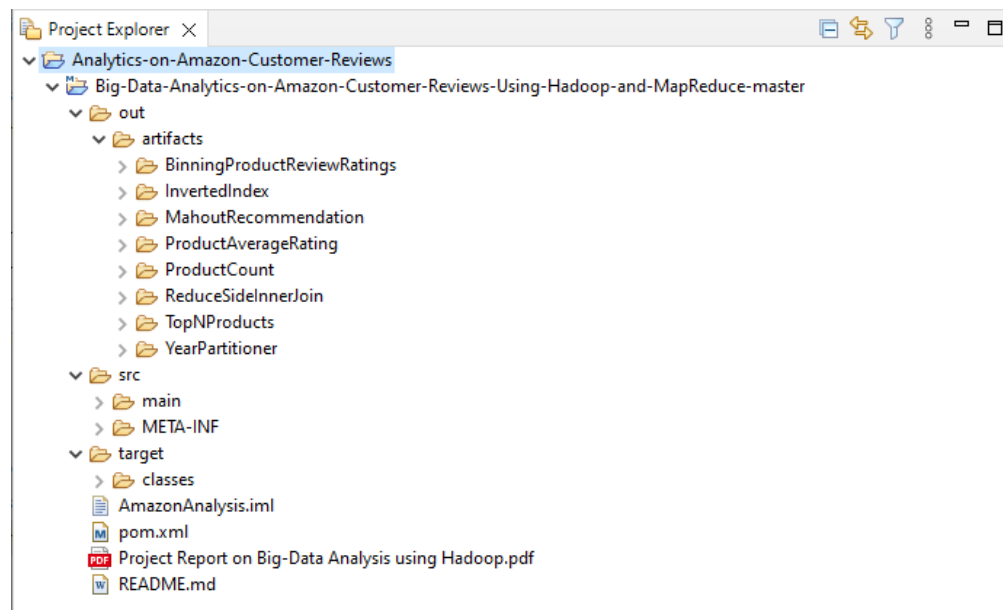 Project Explorer
Analytics-on-Amazon-Customer-Reviews
Big-Data-Analytics-on-Amazon-Customer-Reviews-Using-Hadoop-and-MapReduce-master
out
artifacts
BinningProductReviewRatings
InvertedIndex
MahoutRecommendation
ProductAverageRating
ProductCount
ReduceSideInnerJoin
TopNProducts
YearPartitioner
src
main
META-INF
target
classes
AmazonAnalysis.iml
pom.xml
Project Report on Big-Data Analysis using Hadoop.pdf
README.md